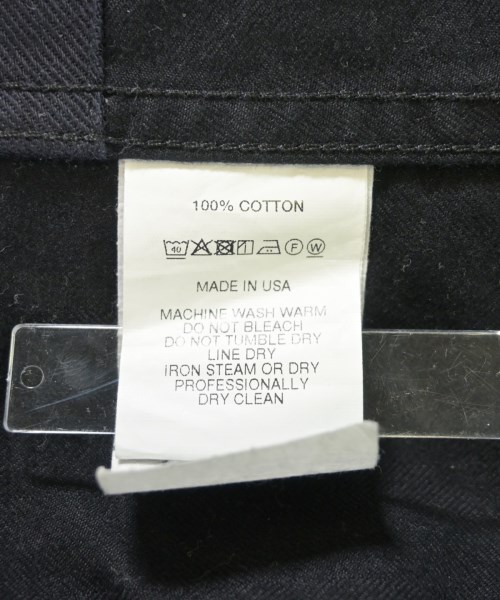 100% COTTON
40 F W
MADE IN USA
MACHINE WASH WARM
DO NOT BLEACH
DO NOT TUMBLE DRY
LINE DRY
IRON STEAM OR DRY
PROFESSIONALLY
DRY CLEAN